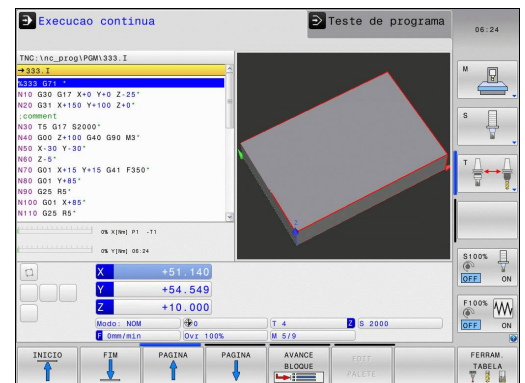 Execucao continua
Teste de programa
06:24
TNC:\nc_prog\PGM\333.I
→333.I
%333 G71 *
N10 G30 G17 X+0 Y+0 Z-25*
N20 G31 X+150 Y+100 Z+0*
;comment
N30 T5 G17 S2000*
N40 G00 Z+100 G40 G90 M3*
N50 X-30 Y-30*
N60 Z-5*
N70 G01 X+15 Y+15 G41 F350*
N80 G01 Y+85*
N90 G25 R5*
N100 G01 X+85*
N110 G25 R5*
0% X[Nm] P1 -T1
0% Y[Nm] 06:24
Z
M
S
T
S100%
OFF ON
F100%
OFF ON
X +51.140
Y +54.549
Z +10.000
Modo: NOM 0 T 4 Z S 2000
F 0mm/min Ovr 100% M 5/9
INICIO
FIM
PAGINA
PAGINA
AVANCE
BLOQUE
EDIT
PALETE
FERRAM.
TABELA